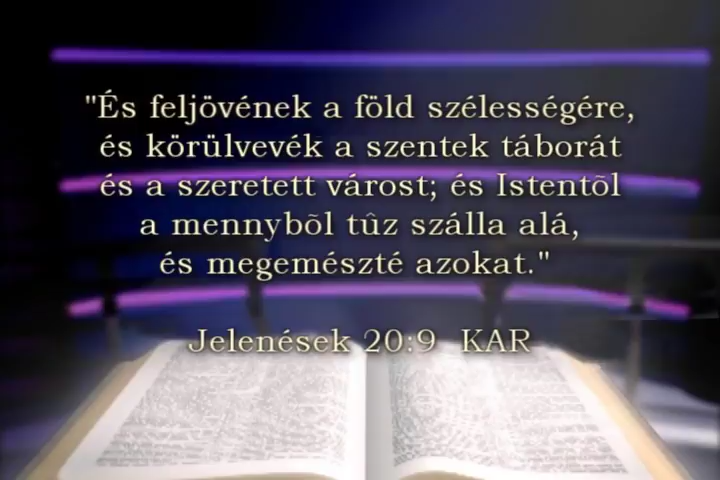 "És feljövének a föld szélességére,
és körülvevék a szentek táborát
és a szeretett várost; és Istentõl
a mennybõl tûz szálla alá,
és megemészté azokat."
Jelenések 20:9 KAR